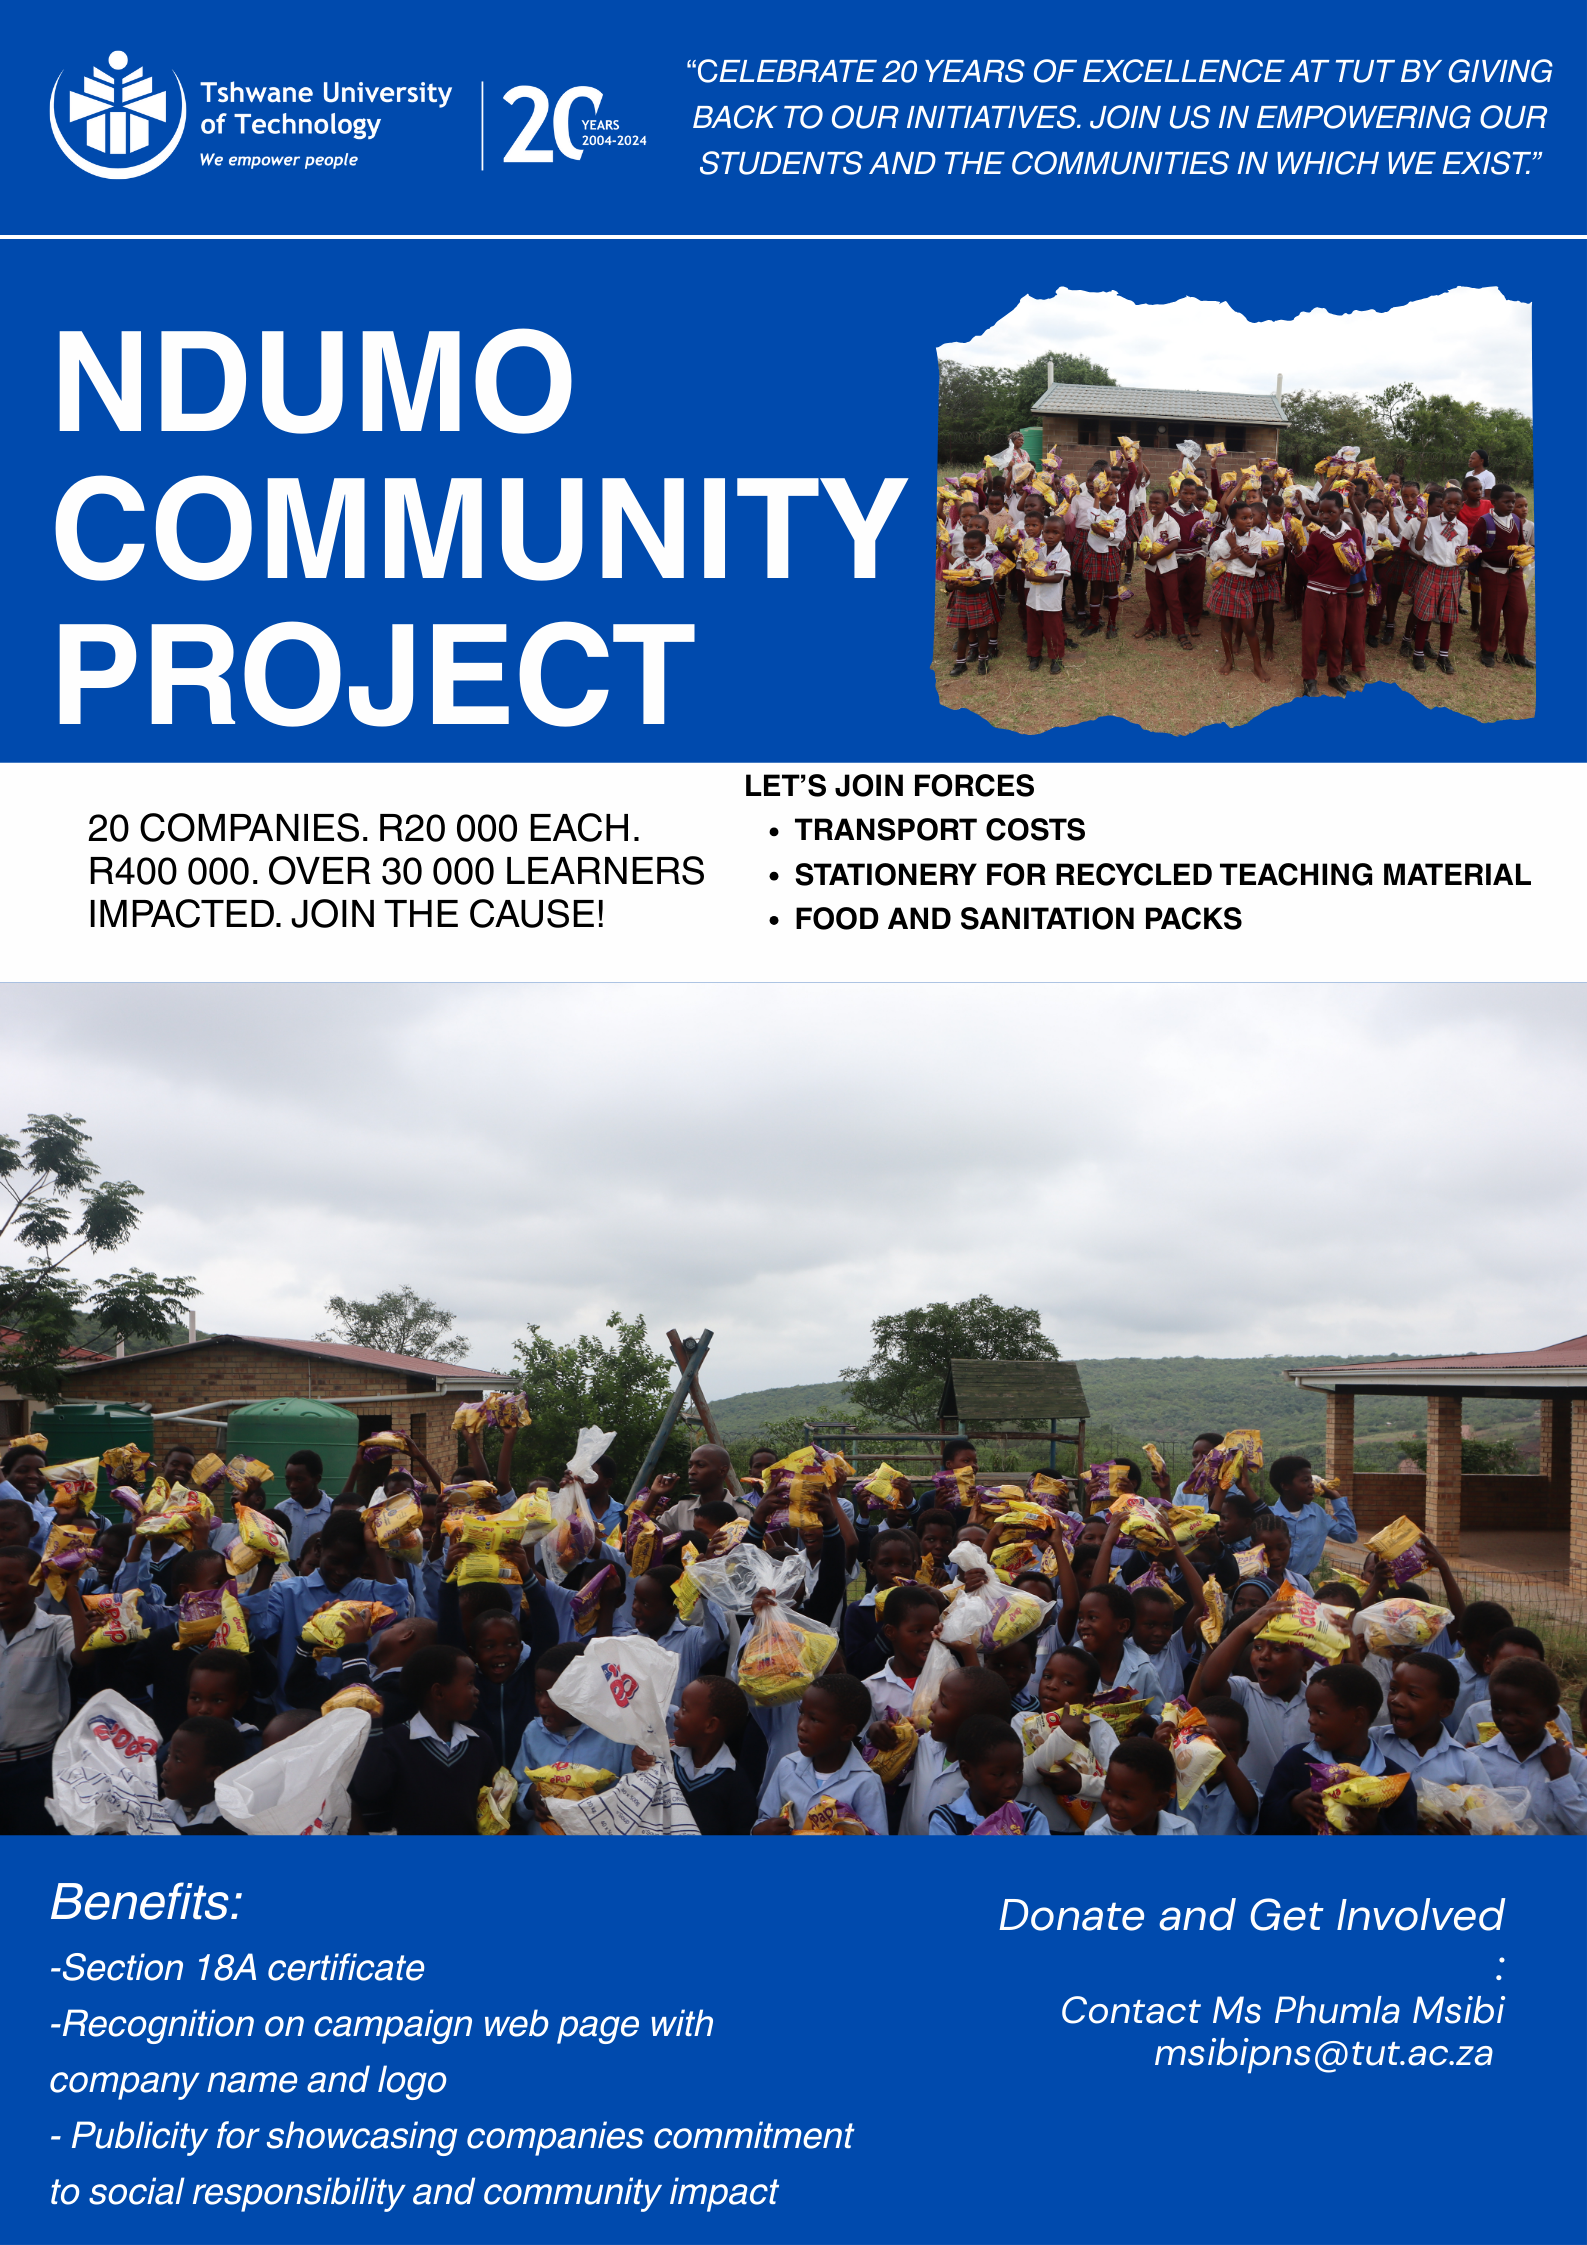 Tshwane University
of Technology
We empower people
20
YEARS
2004-2024
“CELEBRATE 20 YEARS OF EXCELLENCE AT TUT BY GIVING
BACK TO OUR INITIATIVES. JOIN US IN EMPOWERING OUR
STUDENTS AND THE COMMUNITIES IN WHICH WE EXIST.”
NDUMO
COMMUNITY
PROJECT
20 COMPANIES. R20 000 EACH.
R400 000. OVER 30 000 LEARNERS
IMPACTED. JOIN THE CAUSE!
LET’S JOIN FORCES
• TRANSPORT COSTS
• STATIONERY FOR RECYCLED TEACHING MATERIAL
• FOOD AND SANITATION PACKS
Benefits:
-Section 18A certificate
-Recognition on campaign web page with
company name and logo
- Publicity for showcasing companies commitment
to social responsibility and community impact
Donate and Get Involved
:
Contact Ms Phumla Msibi
msibipns@tut.ac.za